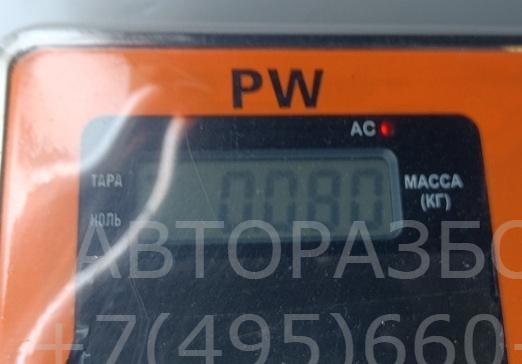 PW
AC
ТАРА
0080
МАССА
(КГ)
НОЛЬ
АВТОРАЗБО
+7(495)660-